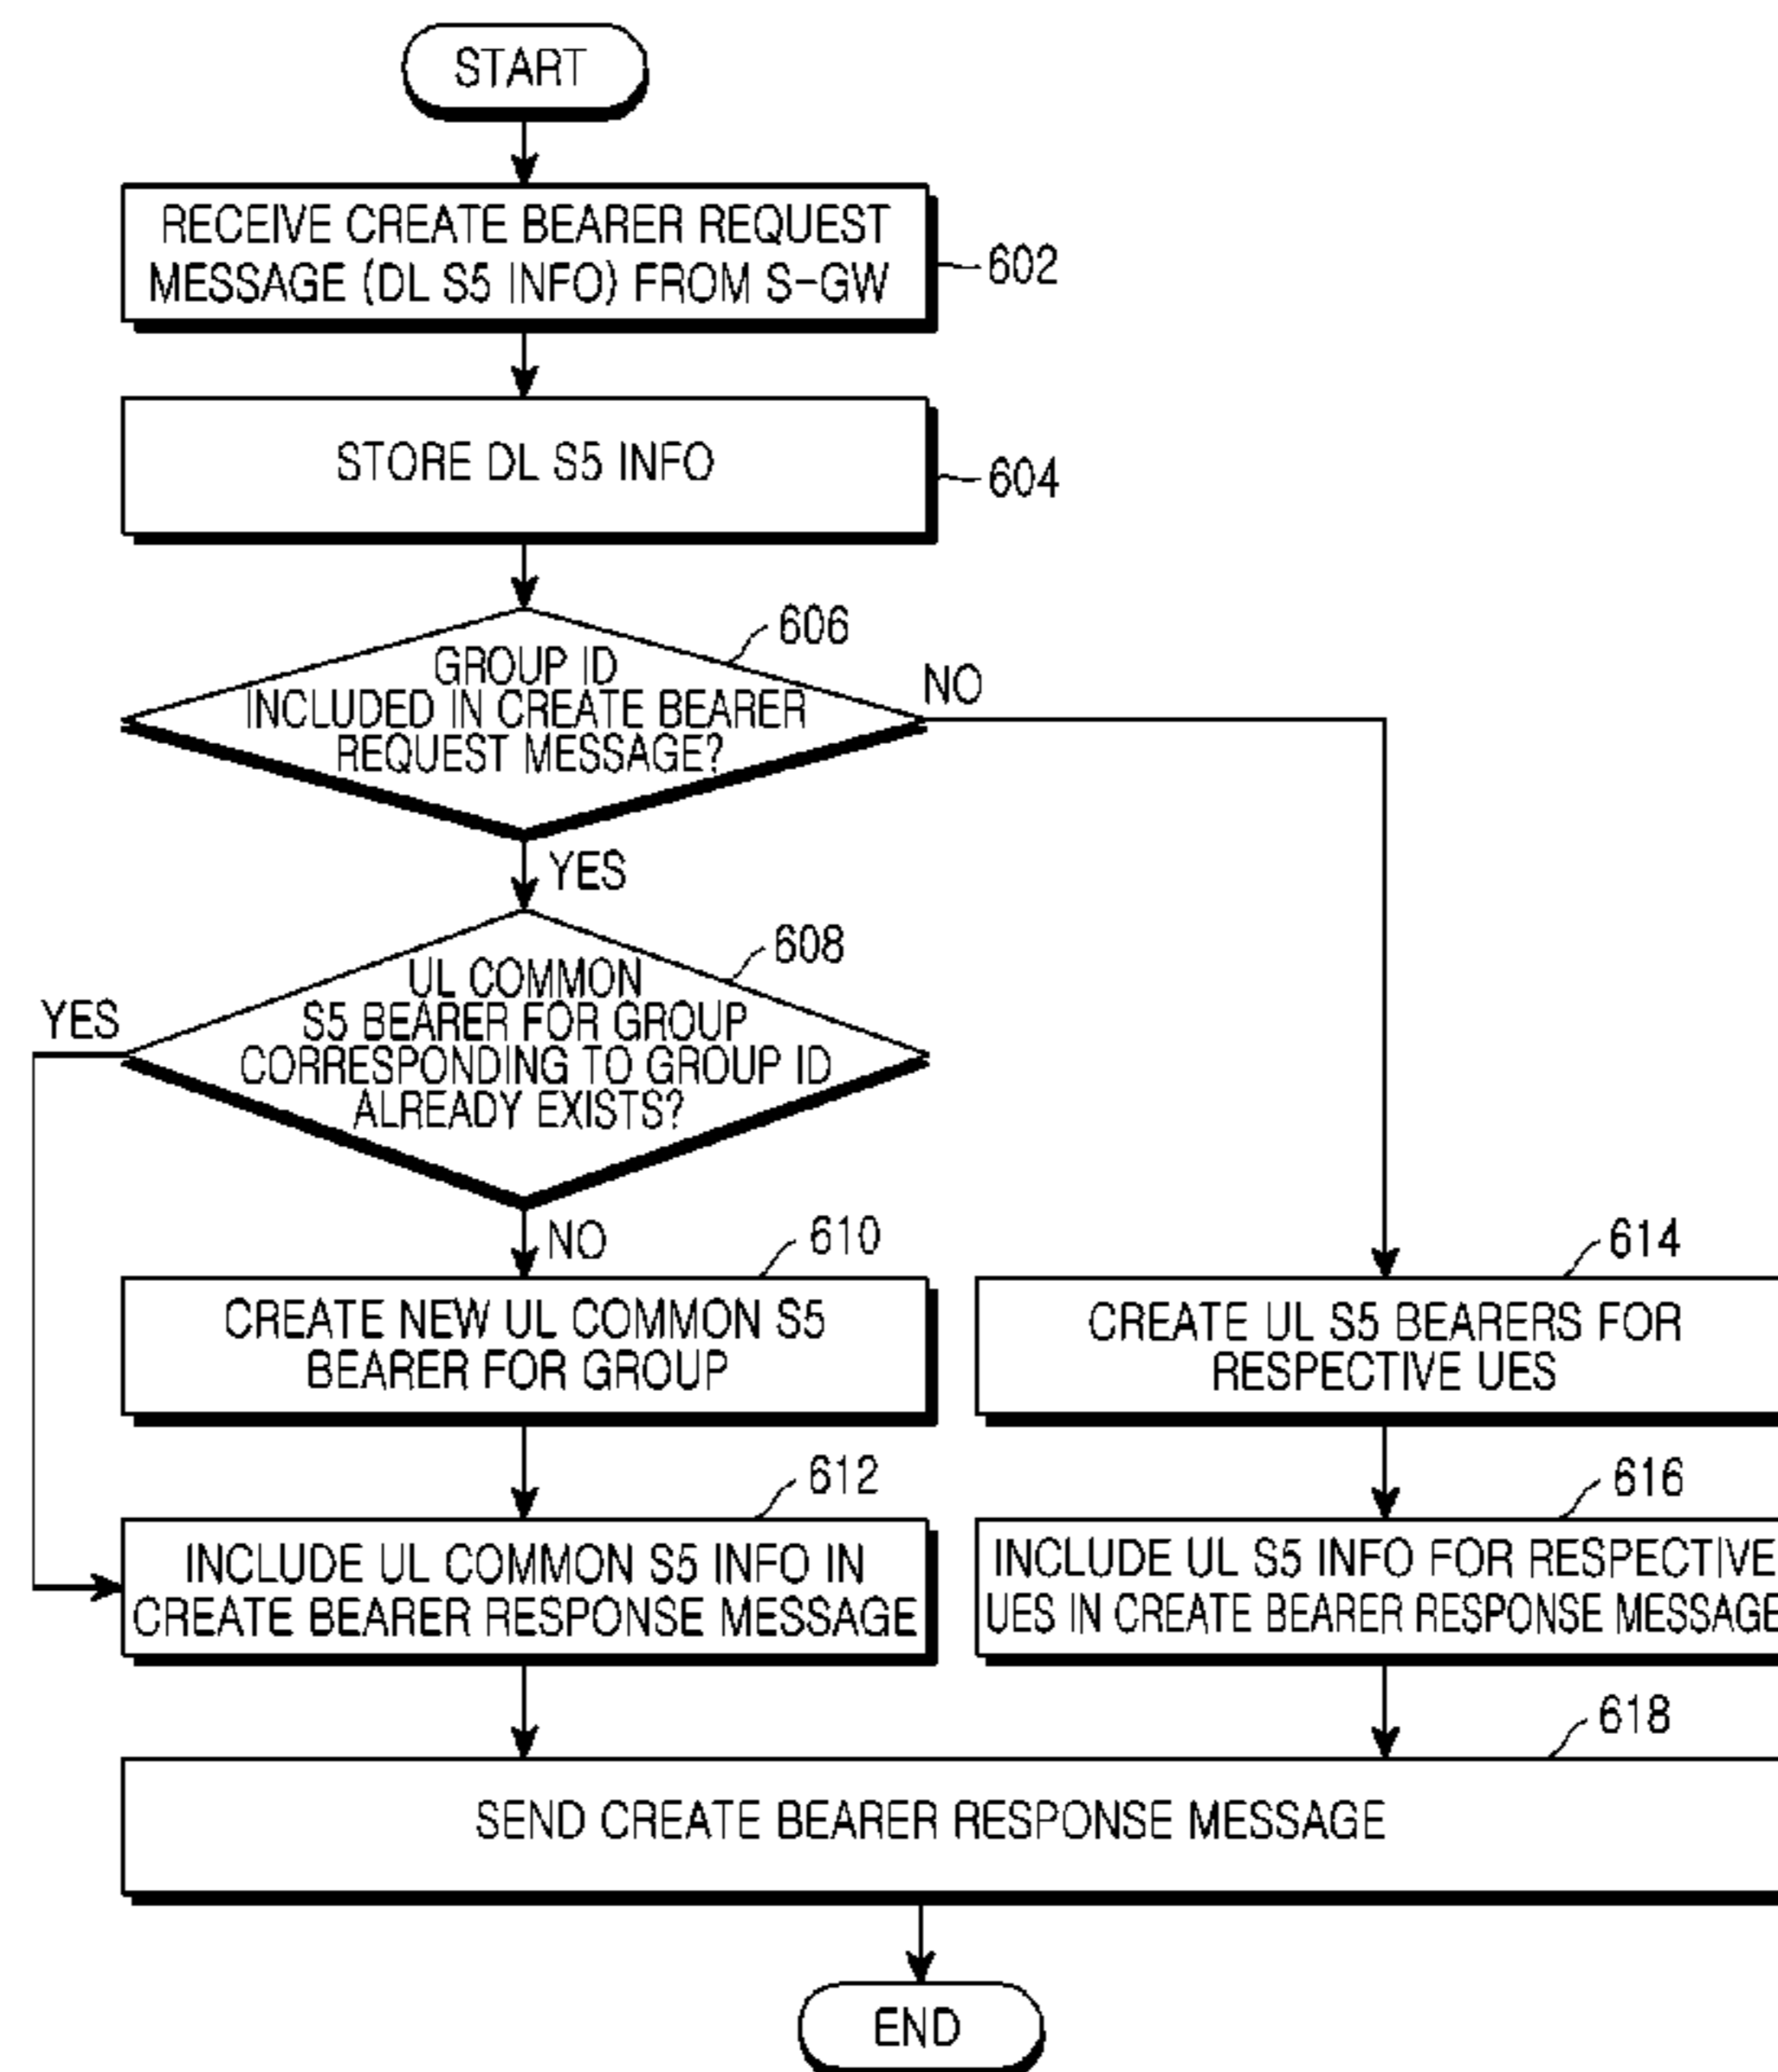 START
RECEIVE CREATE BEARER REQUEST
MESSAGE (DL S5 INFO) FROM S-GW
602
STORE DL S5 INFO
604
606
GROUP ID
INCLUDED IN CREATE BEARER
REQUEST MESSAGE?
NO
YES
608
UL COMMON
S5 BEARER FOR GROUP
CORRESPONDING TO GROUP ID
ALREADY EXISTS?
YES
NO
610
CREATE NEW UL COMMON S5
BEARER FOR GROUP
614
CREATE UL S5 BEARERS FOR
RESPECTIVE UES
612
INCLUDE UL COMMON S5 INFO IN
CREATE BEARER RESPONSE MESSAGE
616
INCLUDE UL S5 INFO FOR RESPECTIVE
UES IN CREATE BEARER RESPONSE MESSAGE
618
SEND CREATE BEARER RESPONSE MESSAGE
END